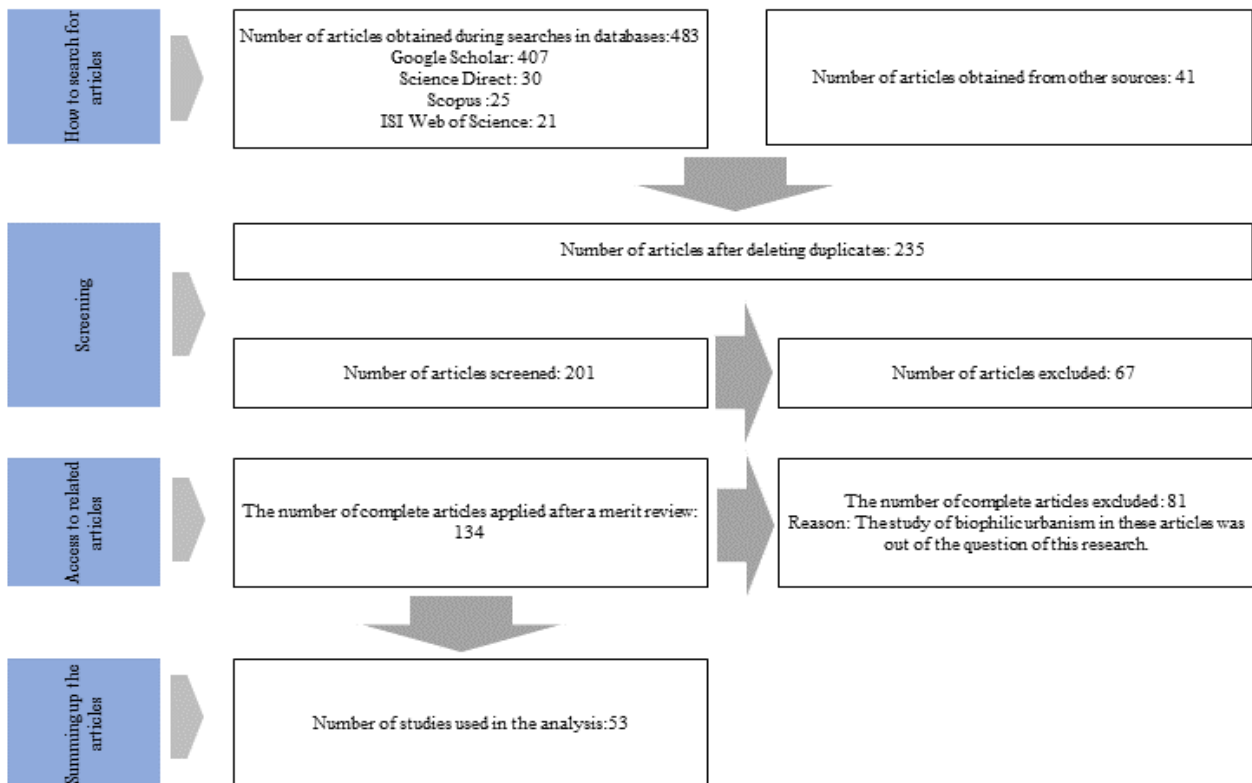 How to search for
articles
Number of articles obtained during searches in databases:483
Google Scholar: 407
Science Direct: 30
Scopus :25
ISI Web of Science: 21
Number of articles obtained from other sources: 41
Screening
Number of articles after deleting duplicates: 235
Number of articles screened: 201
Number of articles excluded: 67
Access to related
articles
The number of complete articles applied after a merit review:
134
The number of complete articles excluded: 81
Reason: The study of biophilic urbanism in these articles was
out of the question of this research.
Summing up the
articles
Number of studies used in the analysis:53